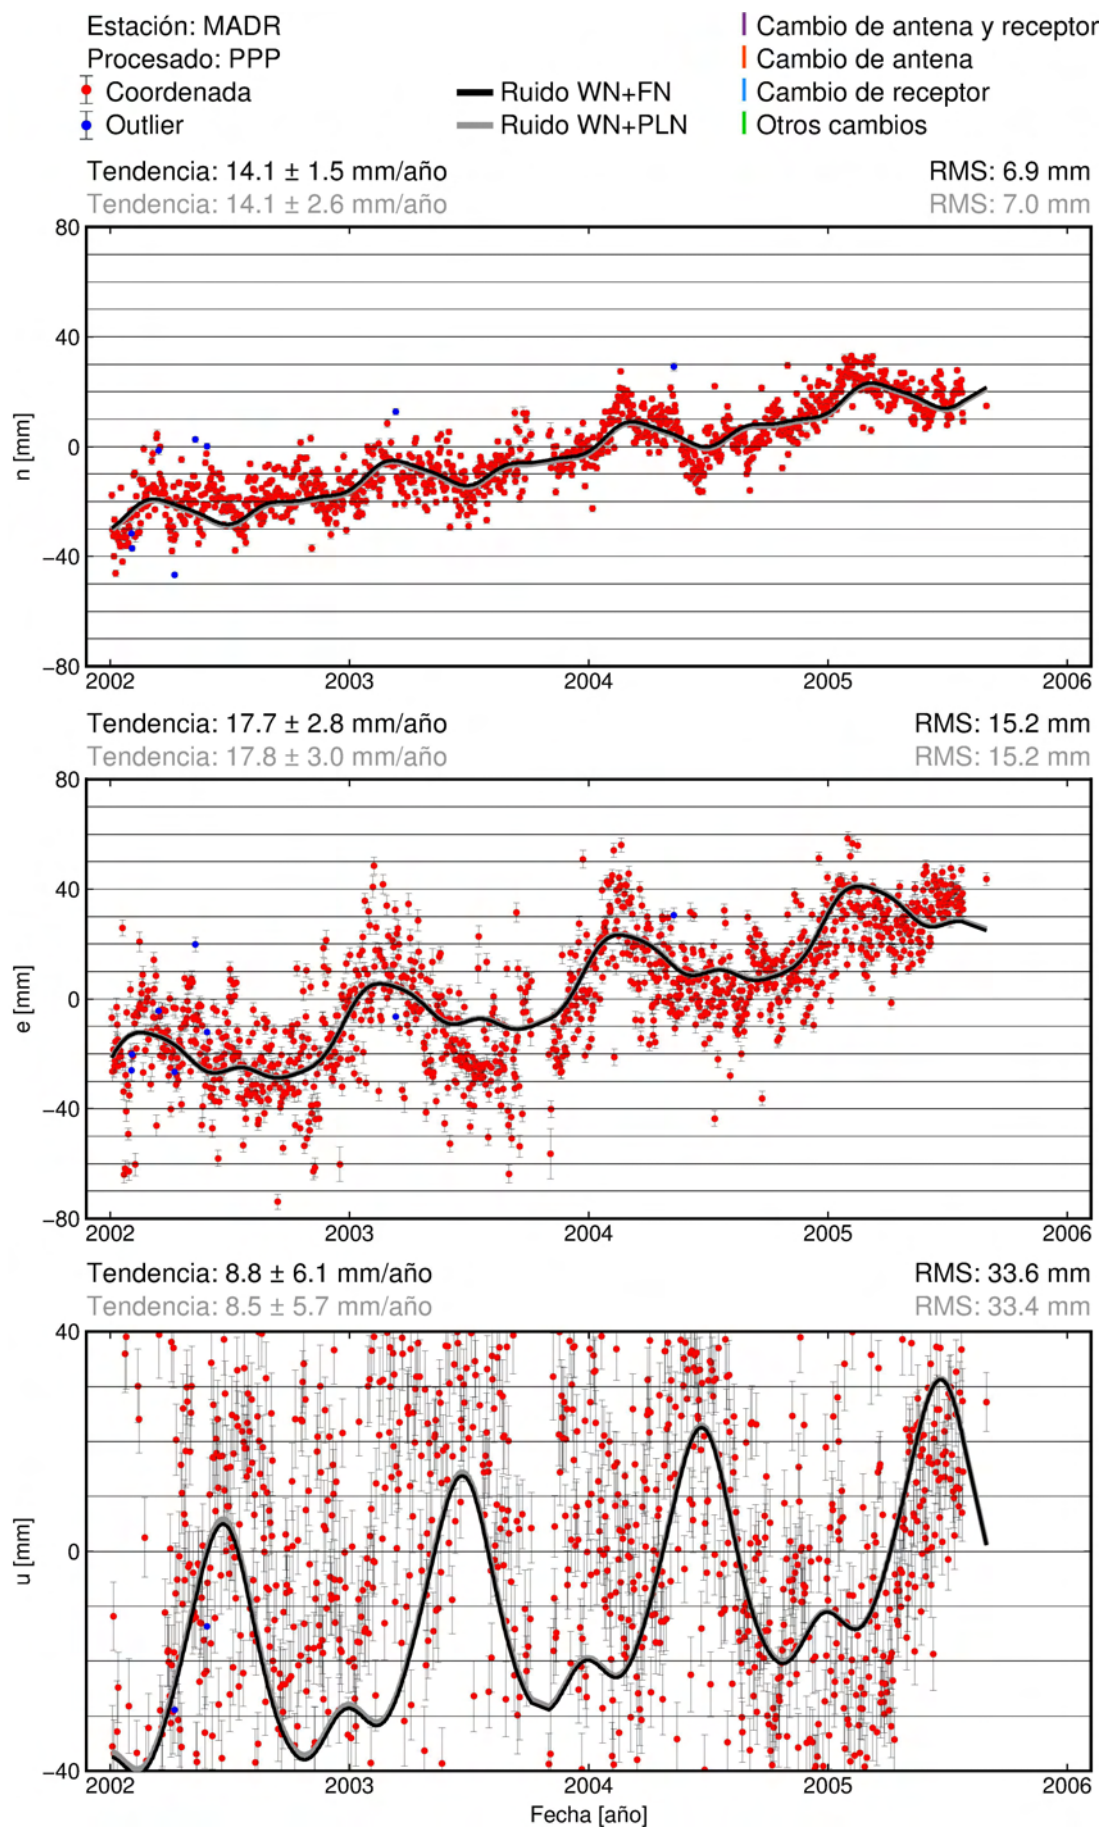 Estación: MADR
Procesado: PPP
Coordenada
Outlier
Ruido WN+FN
Ruido WN+PLN
Cambio de antena y receptor
Cambio de antena
Cambio de receptor
Otros cambios
Tendencia: 14.1 ± 1.5 mm/año RMS: 6.9 mm
Tendencia: 14.1 ± 2.6 mm/año RMS: 7.0 mm
80
40
0
−40
−80
n [mm]
2002 2003 2004 2005 2006
Tendencia: 17.7 ± 2.8 mm/año RMS: 15.2 mm
Tendencia: 17.8 ± 3.0 mm/año RMS: 15.2 mm
80
40
0
−40
−80
e [mm]
2002 2003 2004 2005 2006
Tendencia: 8.8 ± 6.1 mm/año RMS: 33.6 mm
Tendencia: 8.5 ± 5.7 mm/año RMS: 33.4 mm
40
20
0
−20
−40
u [mm]
2002 2003 2004 2005 2006
Fecha [año]